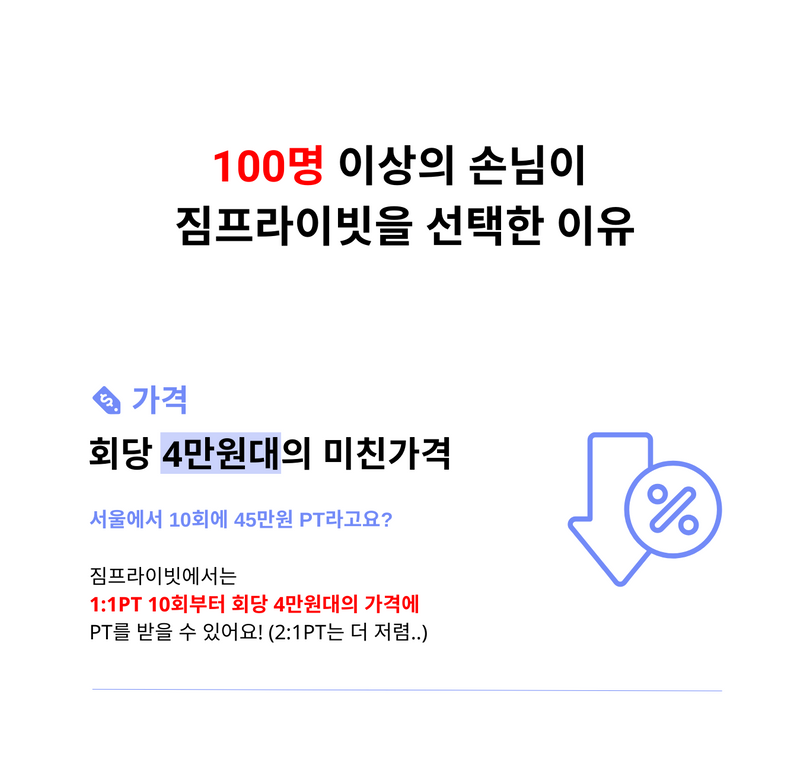 100명 이상의 손님이
짐프라이빗을 선택한 이유
가격
회당 4만원대의 미친가격
서울에서 10회에 45만원 PT라고요?
짐프라이빗에서는
1:1PT 10회부터 회당 4만원대의 가격에
PT를 받을 수 있어요! (2:1PT는 더 저렴..)